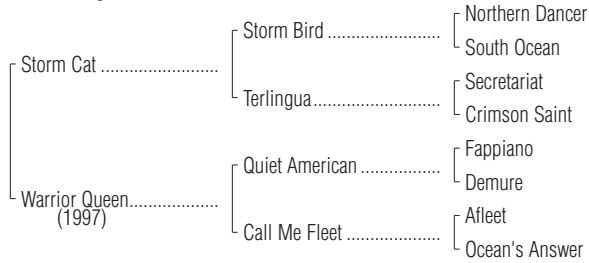 Northern Dancer
Storm Bird ....................
South Ocean
Storm Cat .......................
Secretariat
Terlingua .......................
Crimson Saint
Fappiano
Quiet American ................
Demure
Warrior Queen.................
(1997)
Afleet
Call Me Fleet ..................
Ocean's Answer